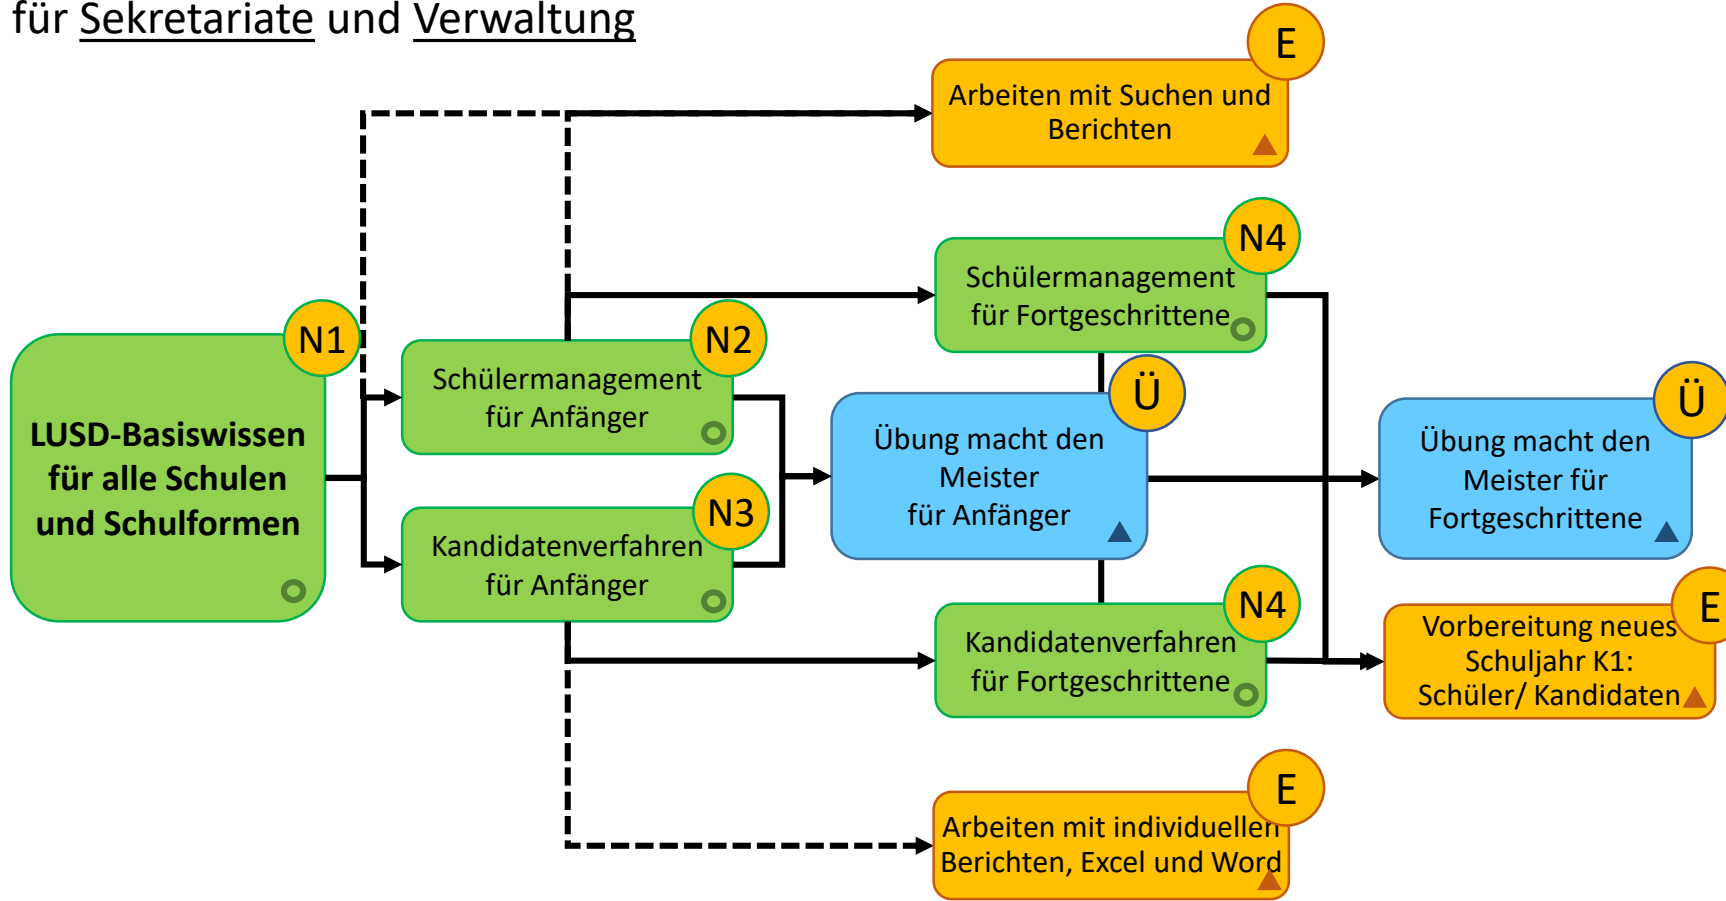 für Sekretariate und Verwaltung
E
Arbeiten mit Suchen und
Berichten
N4
Schülermanagement
für Fortgeschrittene
N1
LUSD-Basiswissen
für alle Schulen
und Schulformen
N2
Schülermanagement
für Anfänger
N3
Kandidatenverfahren
für Anfänger
Ü
Übung macht den
Meister
für Anfänger
Ü
Übung macht den
Meister für
Fortgeschrittene
N4
Kandidatenverfahren
für Fortgeschrittene
E
Vorbereitung neues
Schuljahr K1:
Schüler/ Kandidaten
E
Arbeiten mit individuellen
Berichten, Excel und Word